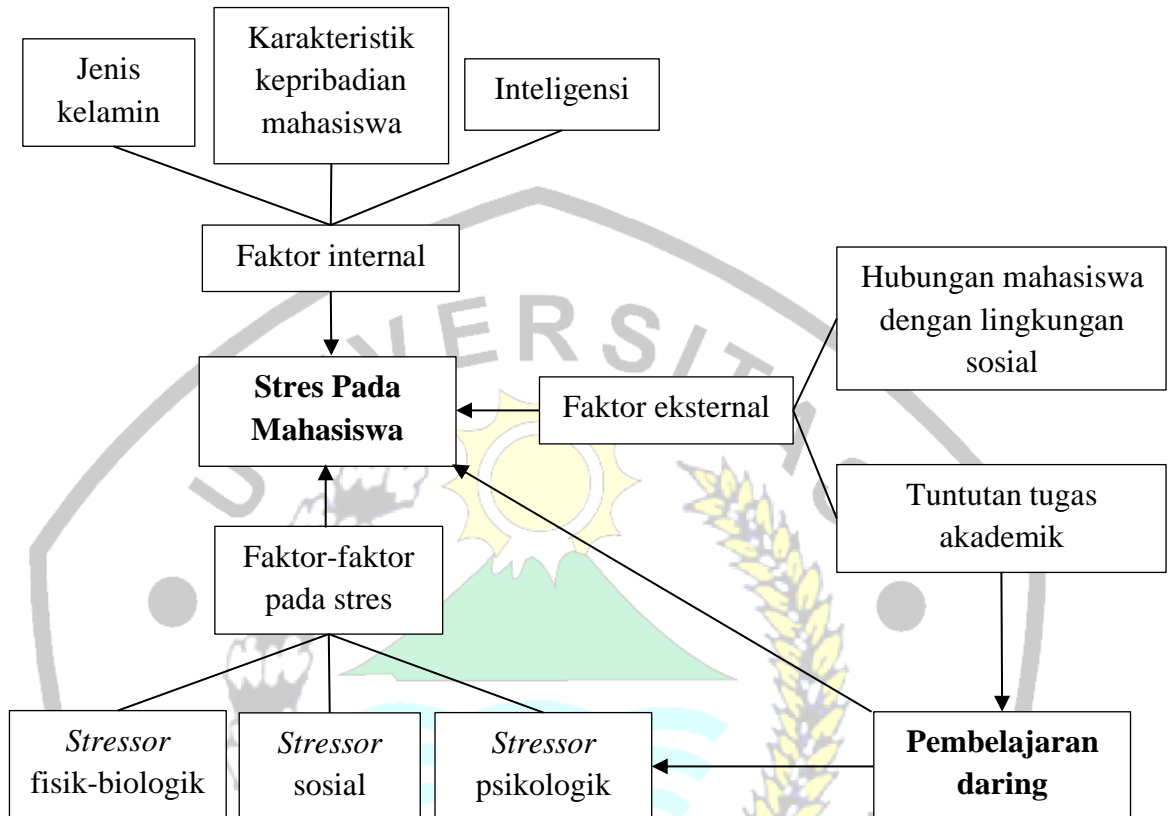 Jenis
kelamin
Karakteristik
kepribadian
mahasiswa
Inteligensi
Faktor internal
Hubungan mahasiswa
dengan lingkungan
sosial
Stres Pada
Mahasiswa
Faktor eksternal
Tuntutan tugas
akademik
Faktor-faktor
pada stres
Stressor
fisik-biologik
Stressor
sosial
Stressor
psikologik
Pembelajaran
daring
UNIVERSITAS